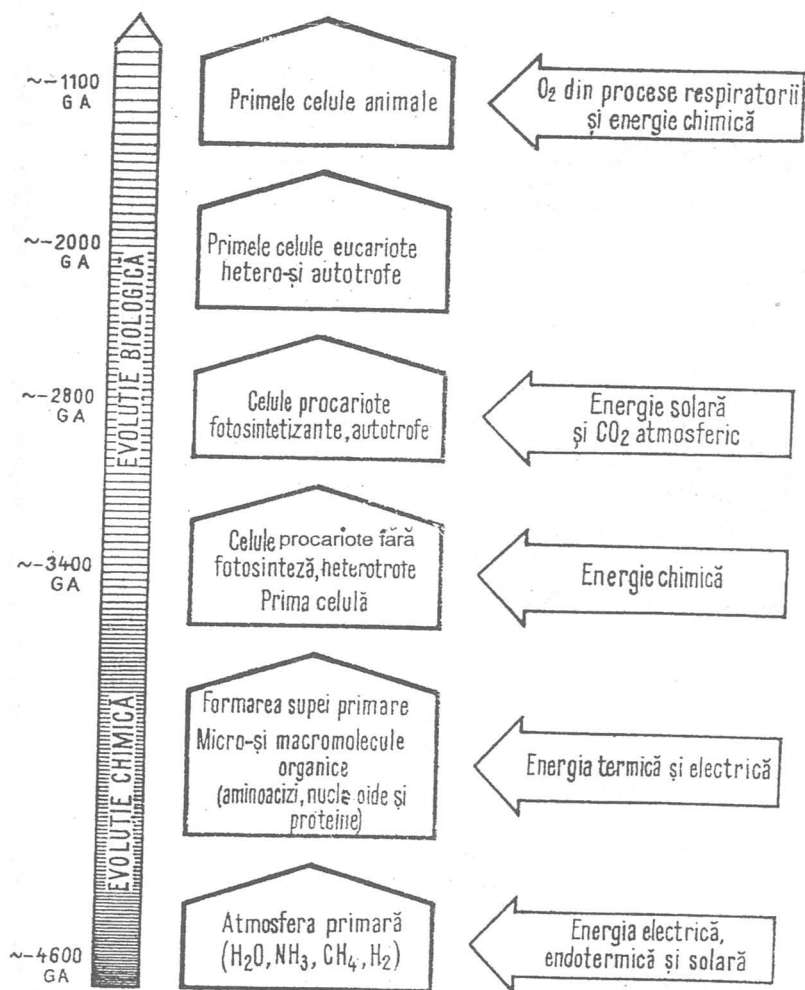 ~-1100
GA
Primele celule animale
O2 din procese respiratorii
și energie chimică
~-2000
GA
Primele celule eucariote
hetero-și autotrofe
EVOLUȚIE BIOLOGICĂ
~-2800
GA
Celule procariote
fotosintetizante, autotrofe
Energie solară
și CO2 atmosferic
~-3400
GA
Celule procariote fără
fotosinteză, heterotrote
Prima celulă
Energie chimică
EVOLUȚIE CHIMICĂ
Formarea supei primare
Micro-și macromolecule
organice
(aminoacizi, nucle oide și
proteine)
Energia termică și electrică
~-4600
GA
Atmosfera primară
(H2O, NH3, CH4, H2)
Energia electrică,
endotermică și solară